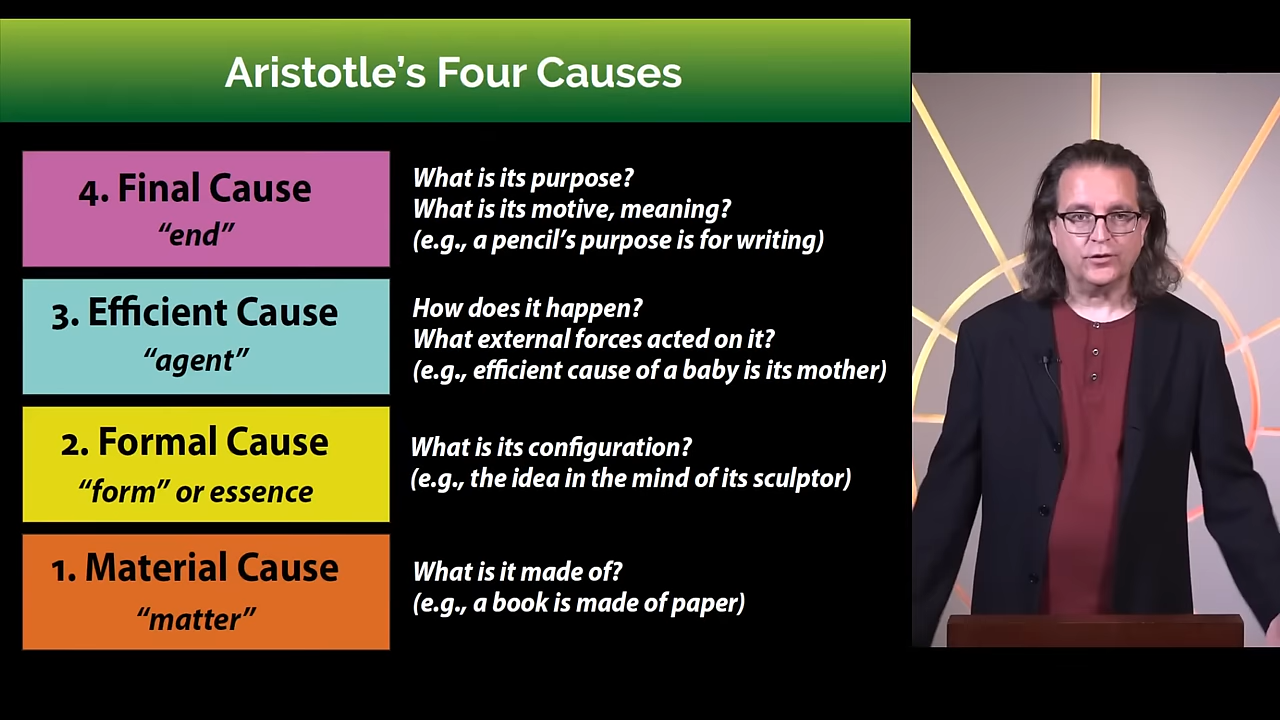 Aristotle’s Four Causes
4. Final Cause
“end”
What is its purpose?
What is its motive, meaning?
(e.g., a pencil’s purpose is for writing)
3. Efficient Cause
“agent”
How does it happen?
What external forces acted on it?
(e.g., efficient cause of a baby is its mother)
2. Formal Cause
“form” or essence
What is its configuration?
(e.g., the idea in the mind of its sculptor)
1. Material Cause
“matter”
What is it made of?
(e.g., a book is made of paper)